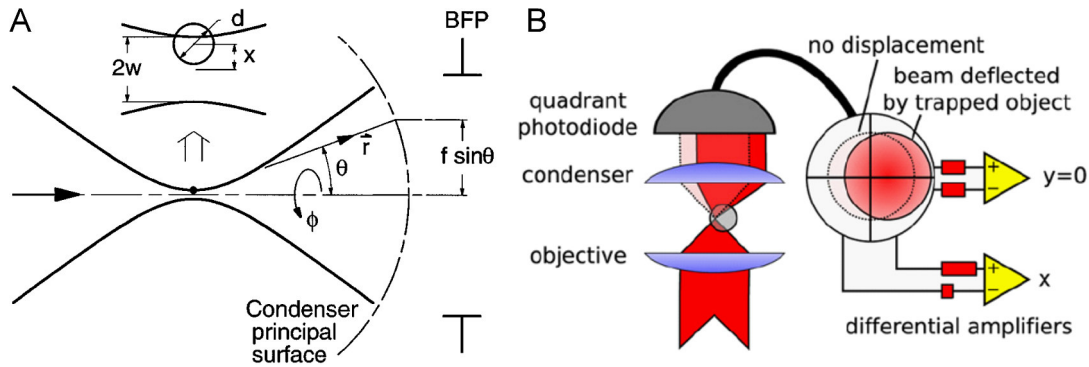 A
d
x
2w
BFP
r
f sinθ
θ
ϕ
Condenser
principal
surface
B
no displacement
beam deflected
by trapped object
quadrant
photodiode
condenser
objective
+
−
y=0
+
−
x
differential amplifiers